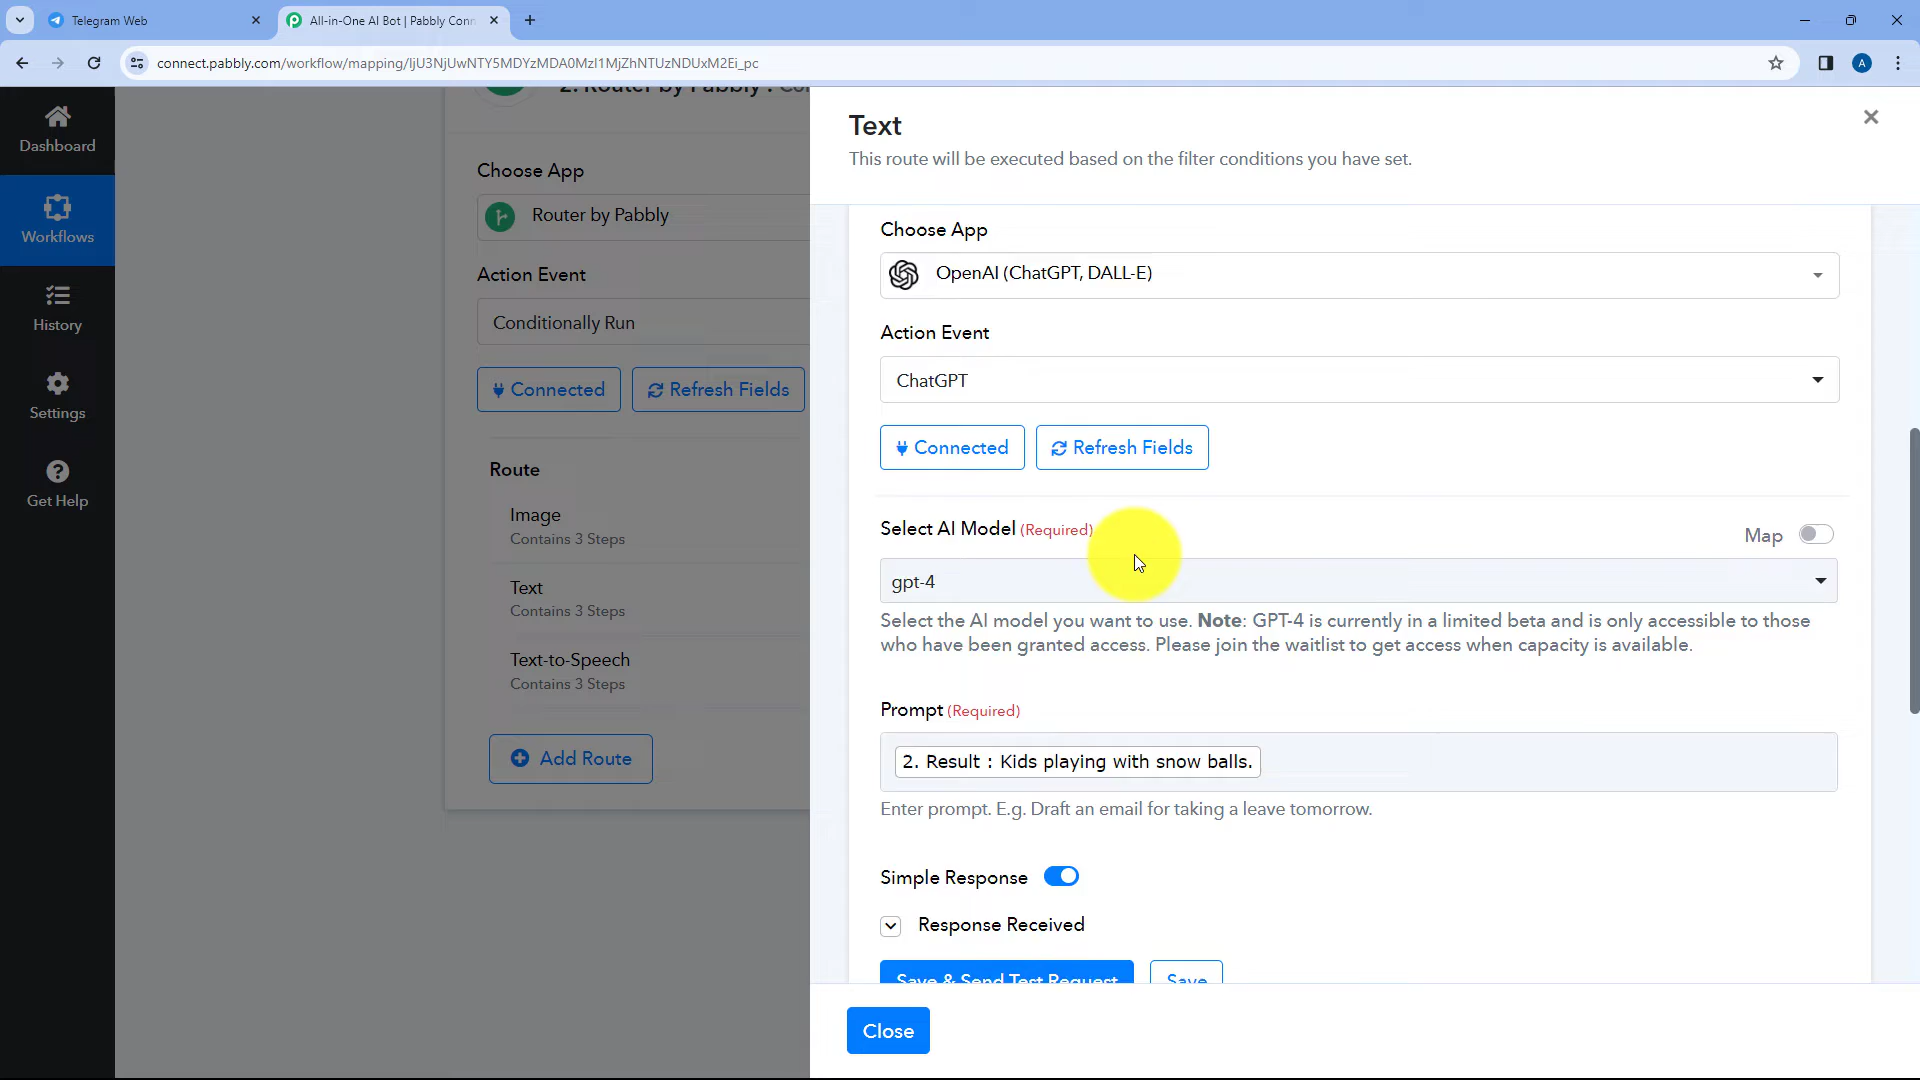 Telegram Web
All-in-One AI Bot | Pabbly Conn
connect.pabbly.com/workflow/mapping/IjU3NjUwNTY5MDYzMDA0MzI1MjZhNTUzNDUxM2Ei_pc
A
Dashboard
Workflows
History
Settings
Get Help
2. Router by Pabbly : Con
Choose App
Router by Pabbly
Action Event
Conditionally Run
Connected
Refresh Fields
Route
Image
Contains 3 Steps
Text
Contains 3 Steps
Text-to-Speech
Contains 3 Steps
Add Route
Text
This route will be executed based on the filter conditions you have set.
Choose App
OpenAI (ChatGPT, DALL-E)
Action Event
ChatGPT
Connected
Refresh Fields
Select AI Model (Required)
Map
gpt-4
Select the AI model you want to use. Note: GPT-4 is currently in a limited beta and is only accessible to those
who have been granted access. Please join the waitlist to get access when capacity is available.
Prompt (Required)
2. Result : Kids playing with snow balls.
Enter prompt. E.g. Draft an email for taking a leave tomorrow.
Simple Response
Response Received
Save & Send Test Request
Save
Close